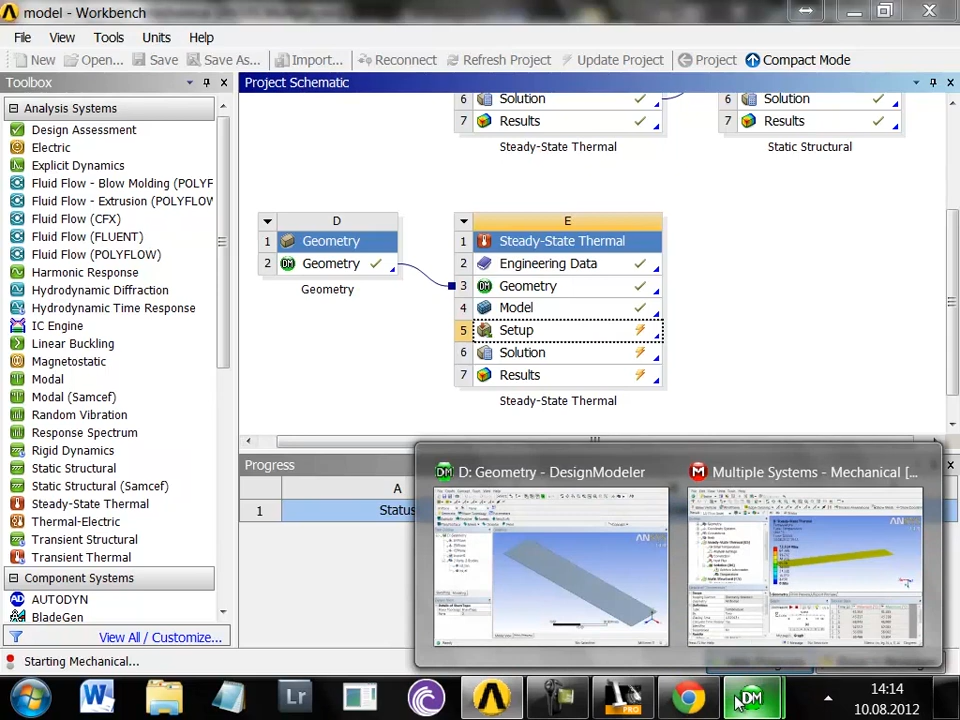 model - Workbench
File View Tools Units Help
New Open... Save Save As... Import... Reconnect Refresh Project Update Project Project Compact Mode
Toolbox
Project Schematic
Analysis Systems
Design Assessment
Electric
Explicit Dynamics
Fluid Flow - Blow Molding (POLYF
Fluid Flow - Extrusion (POLYFLOW
Fluid Flow (CFX)
Fluid Flow (FLUENT)
Fluid Flow (POLYFLOW)
Harmonic Response
Hydrodynamic Diffraction
Hydrodynamic Time Response
IC Engine
Linear Buckling
Magnetostatic
Modal
Modal (Samcef)
Random Vibration
Response Spectrum
Rigid Dynamics
Static Structural
Static Structural (Samcef)
Steady-State Thermal
Thermal-Electric
Transient Structural
Transient Thermal
Component Systems
AUTODYN
BladeGen
View All / Customize...
6 Solution
7 Results
Steady-State Thermal
6 Solution
7 Results
Static Structural
D
1 Geometry
2 DM Geometry
Geometry
E
1 Steady-State Thermal
2 Engineering Data
3 DM Geometry
4 Model
5 Setup
6 Solution
7 Results
Steady-State Thermal
Progress
A
1 Status
DM D: Geometry - DesignModeler
M Multiple Systems - Mechanical [...
Starting Mechanical...
W
Lr
PRO
DM
14:14
10.08.2012